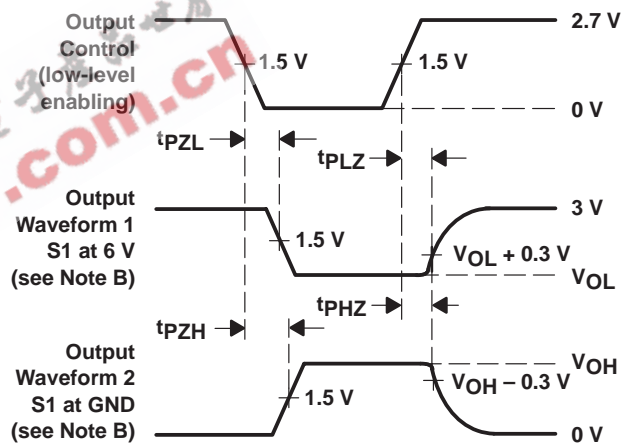 Output
Control
(low-level
enabling)
2.7 V
1.5 V
1.5 V
0 V
tPZL
tPLZ
Output
Waveform 1
S1 at 6 V
(see Note B)
3 V
1.5 V
VOL + 0.3 V
VOL
tPZH
tPHZ
Output
Waveform 2
S1 at GND
(see Note B)
VOH
VOH – 0.3 V
1.5 V
0 V
.com.cn